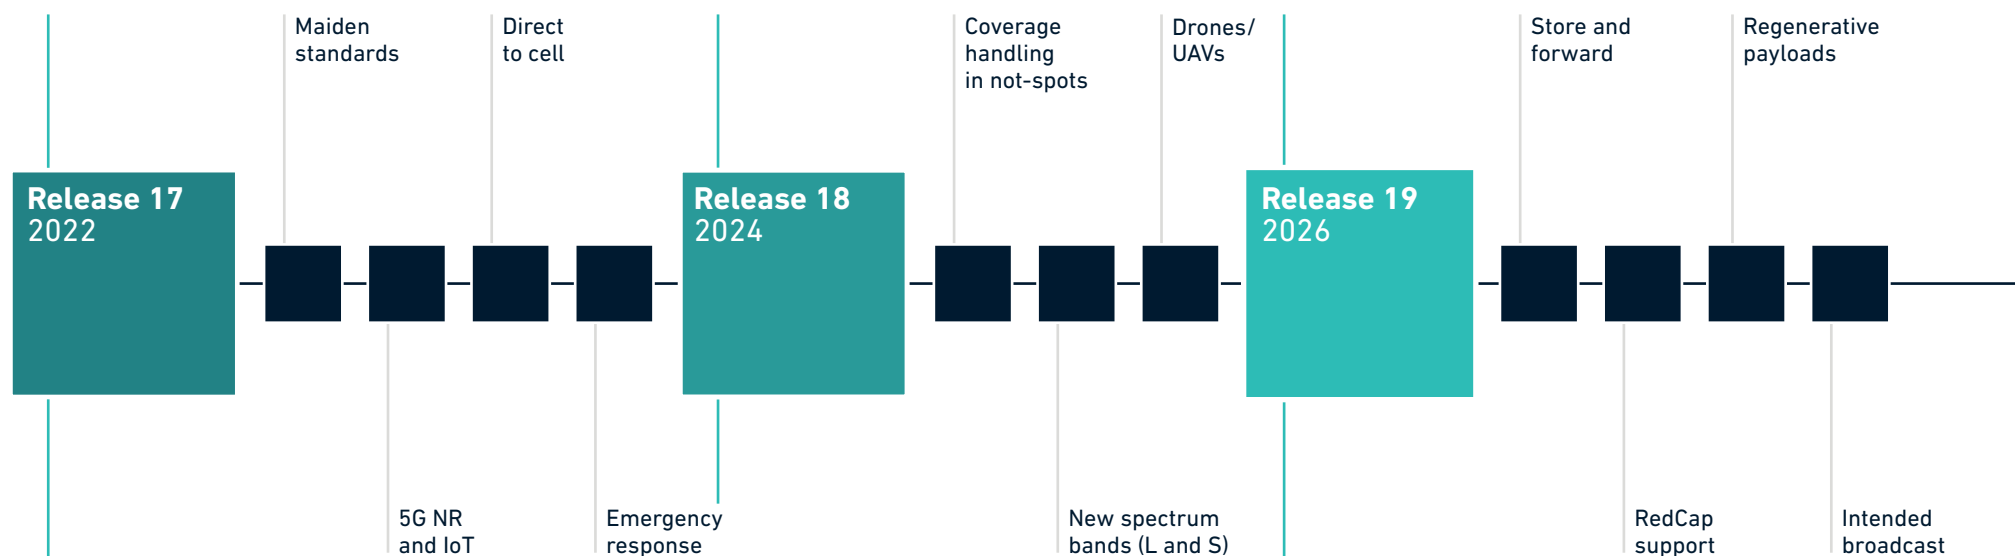 Maiden
standards
Direct
to cell
Coverage
handling
in not-spots
Drones/
UAVs
Store and
forward
Regenerative
payloads
Release 17
2022
Release 18
2024
Release 19
2026
5G NR
and IoT
Emergency
response
New spectrum
bands (L and S)
RedCap
support
Intended
broadcast